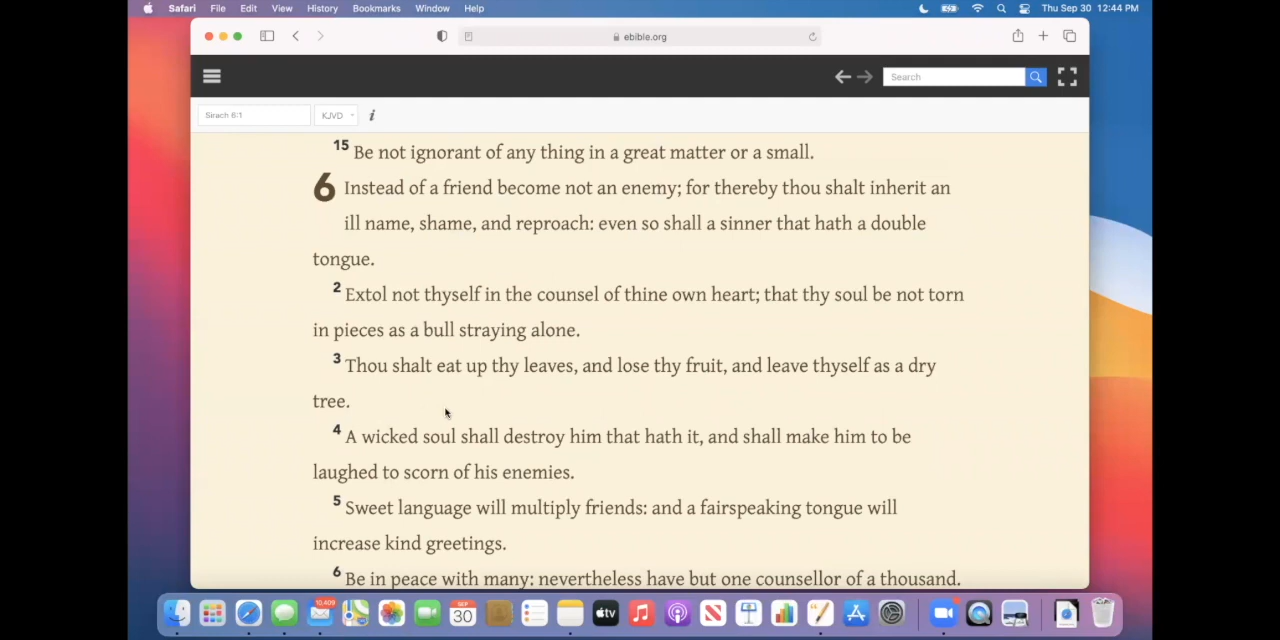 Safari File Edit View History Bookmarks Window Help Thu Sep 30 12:44 PM
ebible.org
Search
Sirach 6:1 KJVD i
15 Be not ignorant of any thing in a great matter or a small.
6 Instead of a friend become not an enemy; for thereby thou shalt inherit an
ill name, shame, and reproach: even so shall a sinner that hath a double
tongue.
2 Extol not thyself in the counsel of thine own heart; that thy soul be not torn
in pieces as a bull straying alone.
3 Thou shalt eat up thy leaves, and lose thy fruit, and leave thyself as a dry
tree.
4 A wicked soul shall destroy him that hath it, and shall make him to be
laughed to scorn of his enemies.
5 Sweet language will multiply friends: and a fairspeaking tongue will
increase kind greetings.
6 Be in peace with many: nevertheless have but one counsellor of a thousand.
10,409 SEP 30 tv